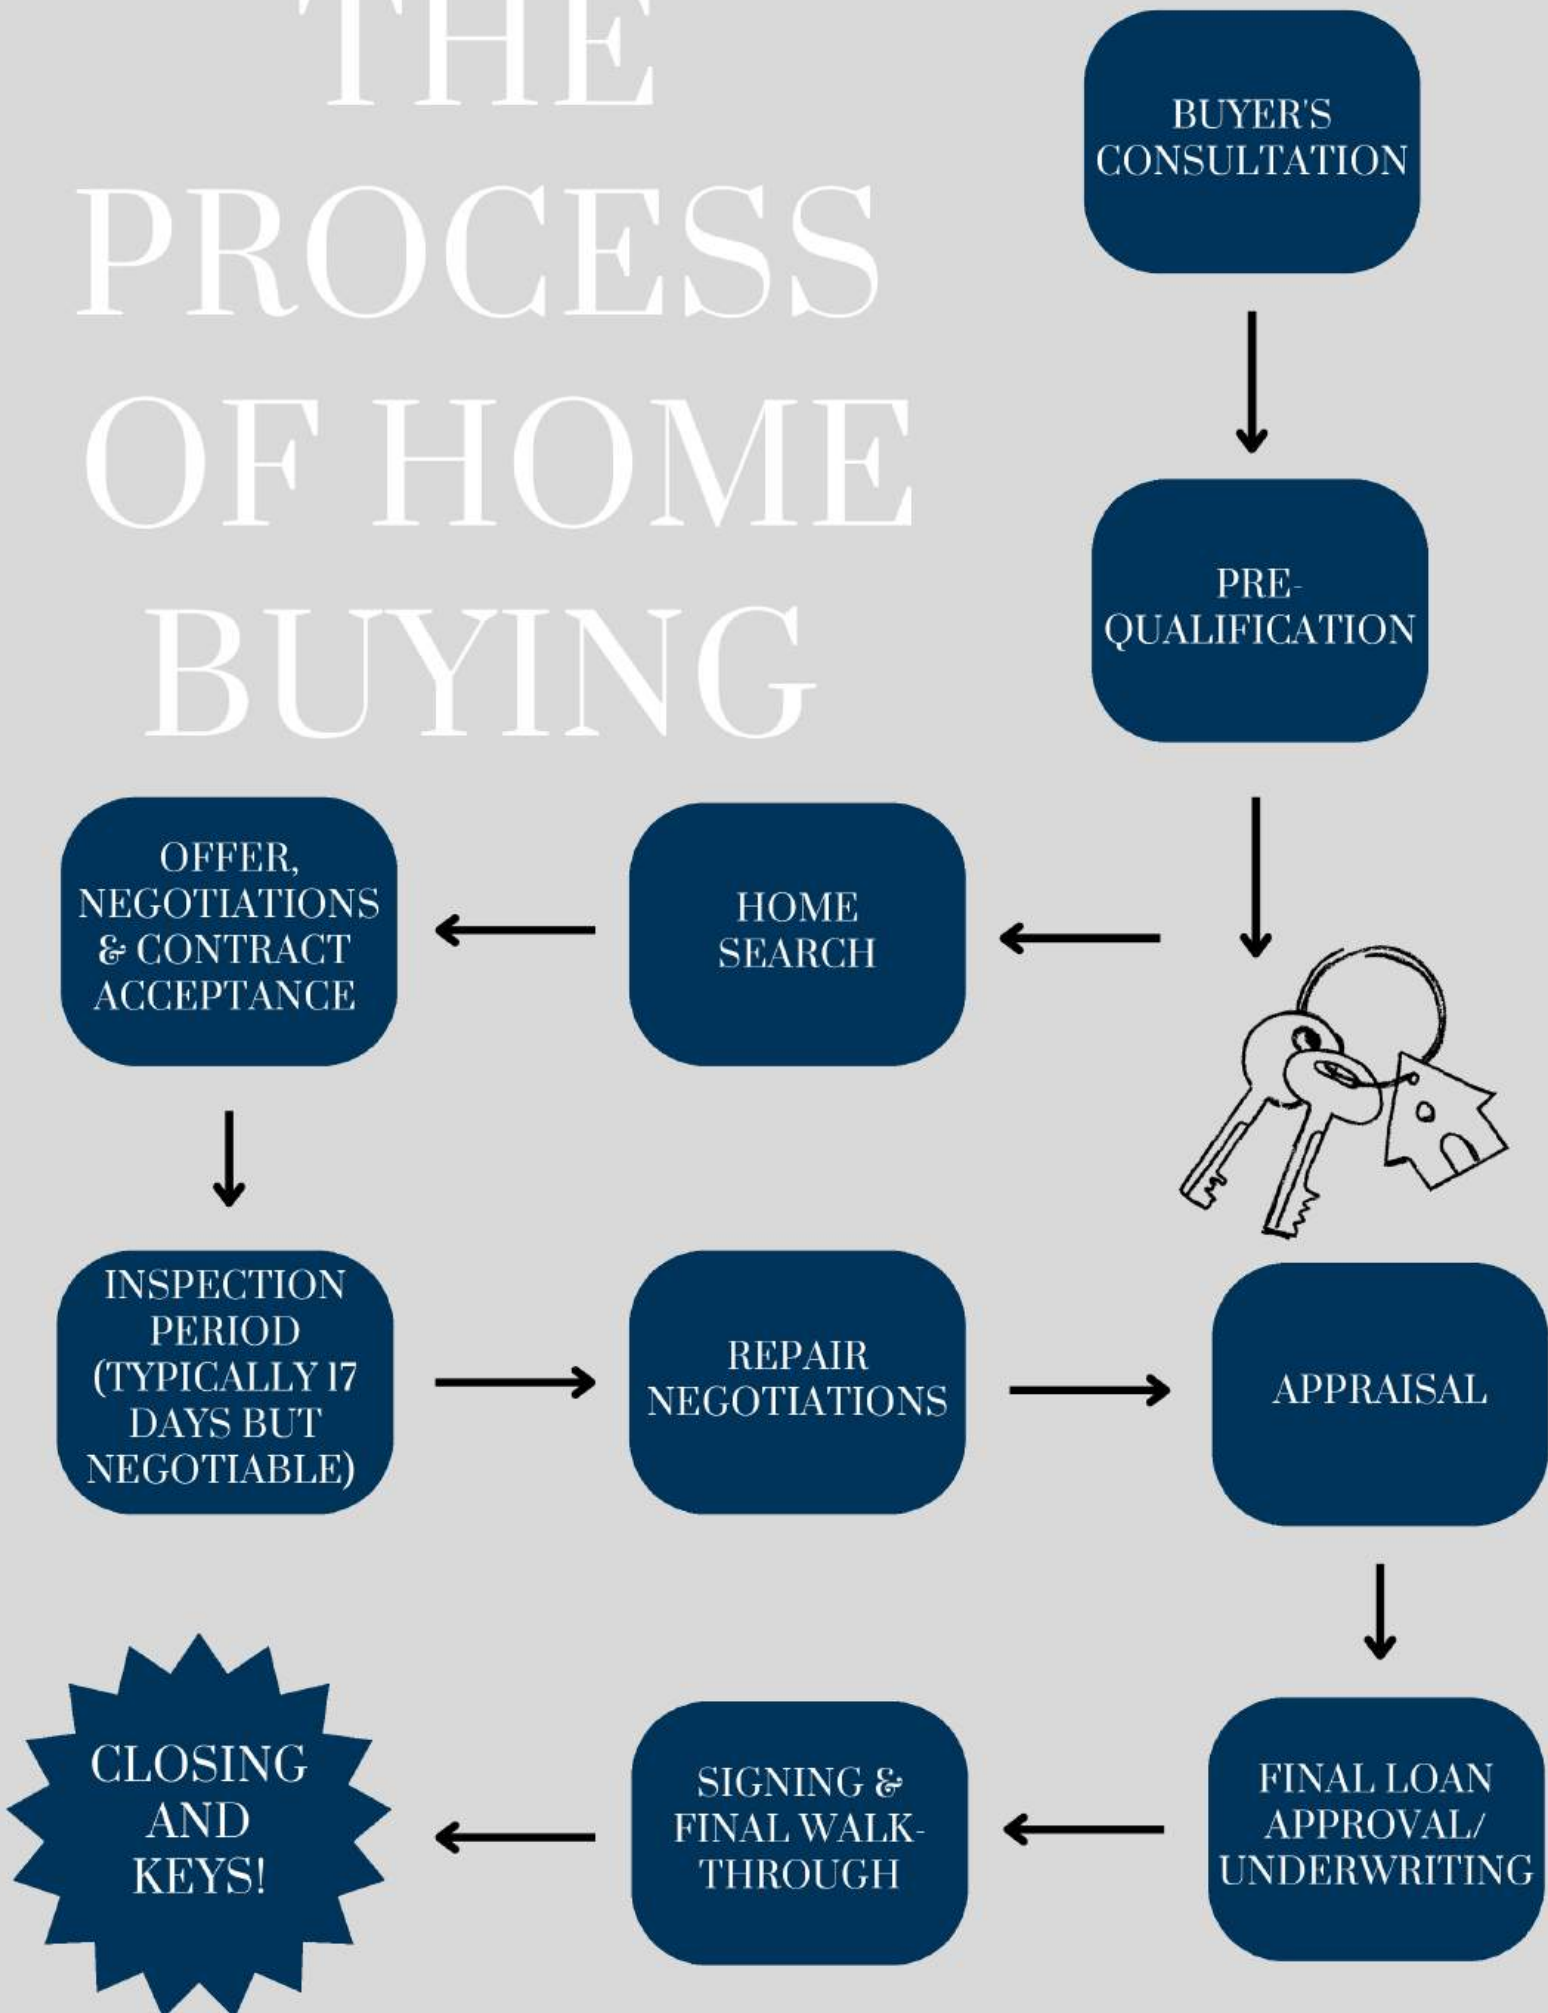 THE
PROCESS
OF HOME
BUYING
BUYER'S
CONSULTATION
PRE-
QUALIFICATION
HOME
SEARCH
OFFER,
NEGOTIATIONS
& CONTRACT
ACCEPTANCE
INSPECTION
PERIOD
(TYPICALLY 17
DAYS BUT
NEGOTIABLE)
REPAIR
NEGOTIATIONS
APPRAISAL
FINAL LOAN
APPROVAL/
UNDERWRITING
SIGNING &
FINAL WALK-
THROUGH
CLOSING
AND
KEYS!